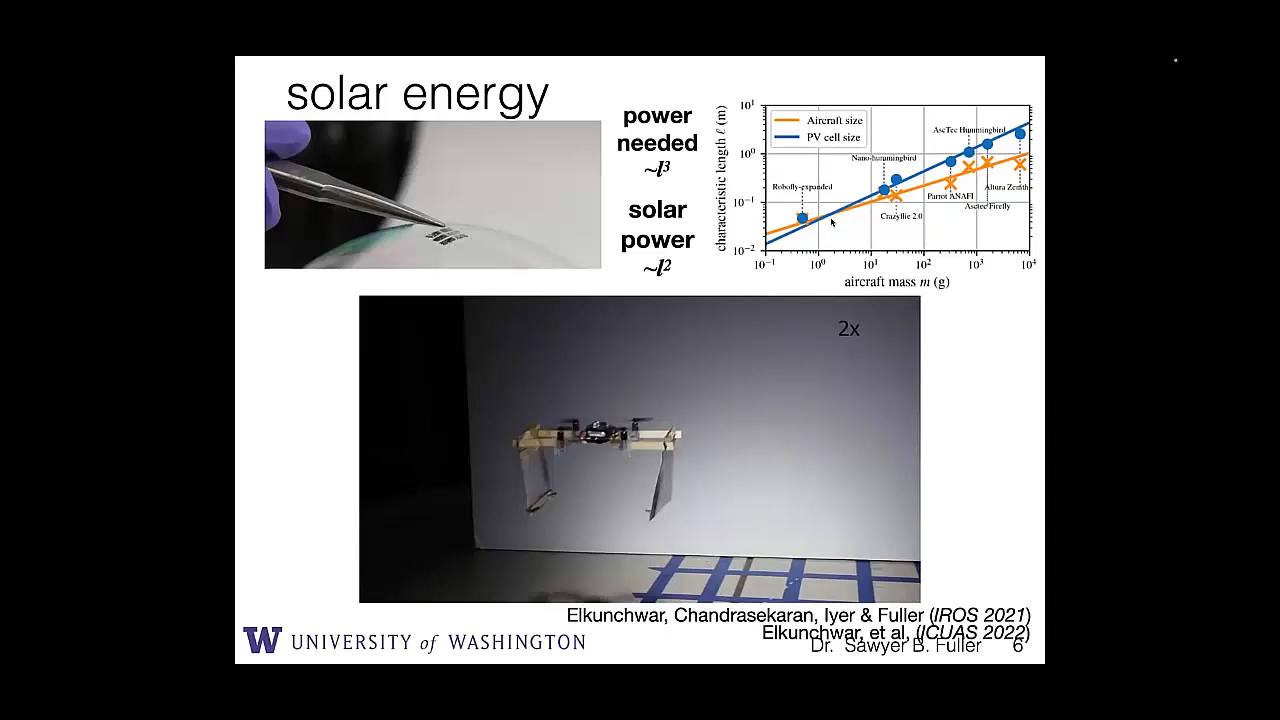 solar energy
power
needed
~l³
solar
power
~l²
characteristic length ℓ (m)
10¹
10⁰
10⁻¹
10⁻²
Aircraft size
PV cell size
AscTec Hummingbird
Nano-hummingbird
Robofly-expanded
Altura Zenith
Parrot ANAFI
Crazyflie 2.0
Asctec Firefly
10⁻¹ 10⁰ 10¹ 10² 10³ 10⁴
aircraft mass m (g)
2x
Elkunchwar, Chandrasekaran, Iyer & Fuller (IROS 2021)
Elkunchwar, et al, (ICUAS 2022)
W UNIVERSITY of WASHINGTON
Dr. Sawyer B. Fuller 6